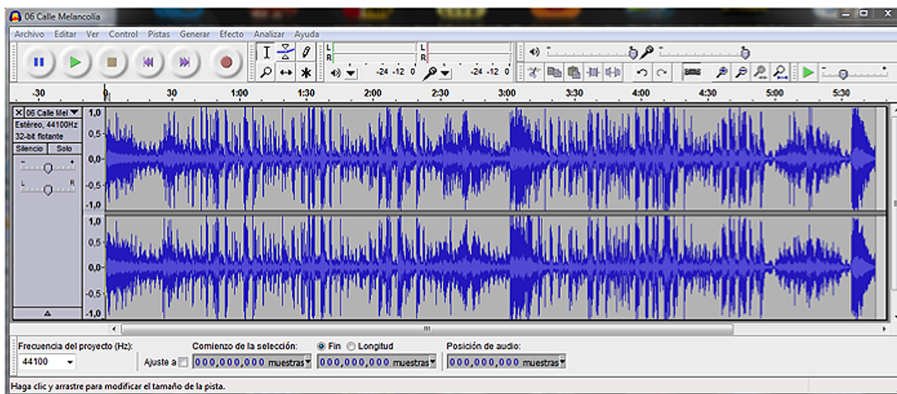 06 Calle Melancolía
Archivo Editar Ver Control Pistas Generar Efecto Analizar Ayuda
L
R
L
R
-24 -12 0
-24 -12 0
-30 0 30 1:00 1:30 2:00 2:30 3:00 3:30 4:00 4:30 5:00 5:30
X 06 Calle Mel
Estéreo, 44100Hz
32-bit flotante
Silencio Solo
- +
L R
1,0
0,5
0,0
-0,5
-1,0
1,0
0,5
0,0
-0,5
-1,0
Frecuencia del proyecto (Hz):
44100
Ajuste a
Comienzo de la selección:
000,000,000 muestras
Fin Longitud
000,000,000 muestras
Posición de audio:
000,000,000 muestras
Haga clic y arrastre para modificar el tamaño de la pista.